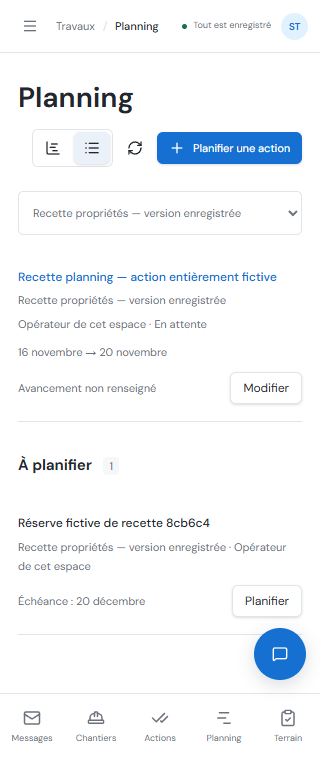 Travaux / Planning
Tout est enregistré
ST
Planning
Planifier une action
Recette propriétés — version enregistrée
Recette planning — action entièrement fictive
Recette propriétés — version enregistrée
Opérateur de cet espace · En attente
16 novembre → 20 novembre
Avancement non renseigné
Modifier
À planifier 1
Réserve fictive de recette 8cb6c4
Recette propriétés — version enregistrée · Opérateur
de cet espace
Échéance : 20 décembre
Planifier
Messages
Chantiers
Actions
Planning
Terrain